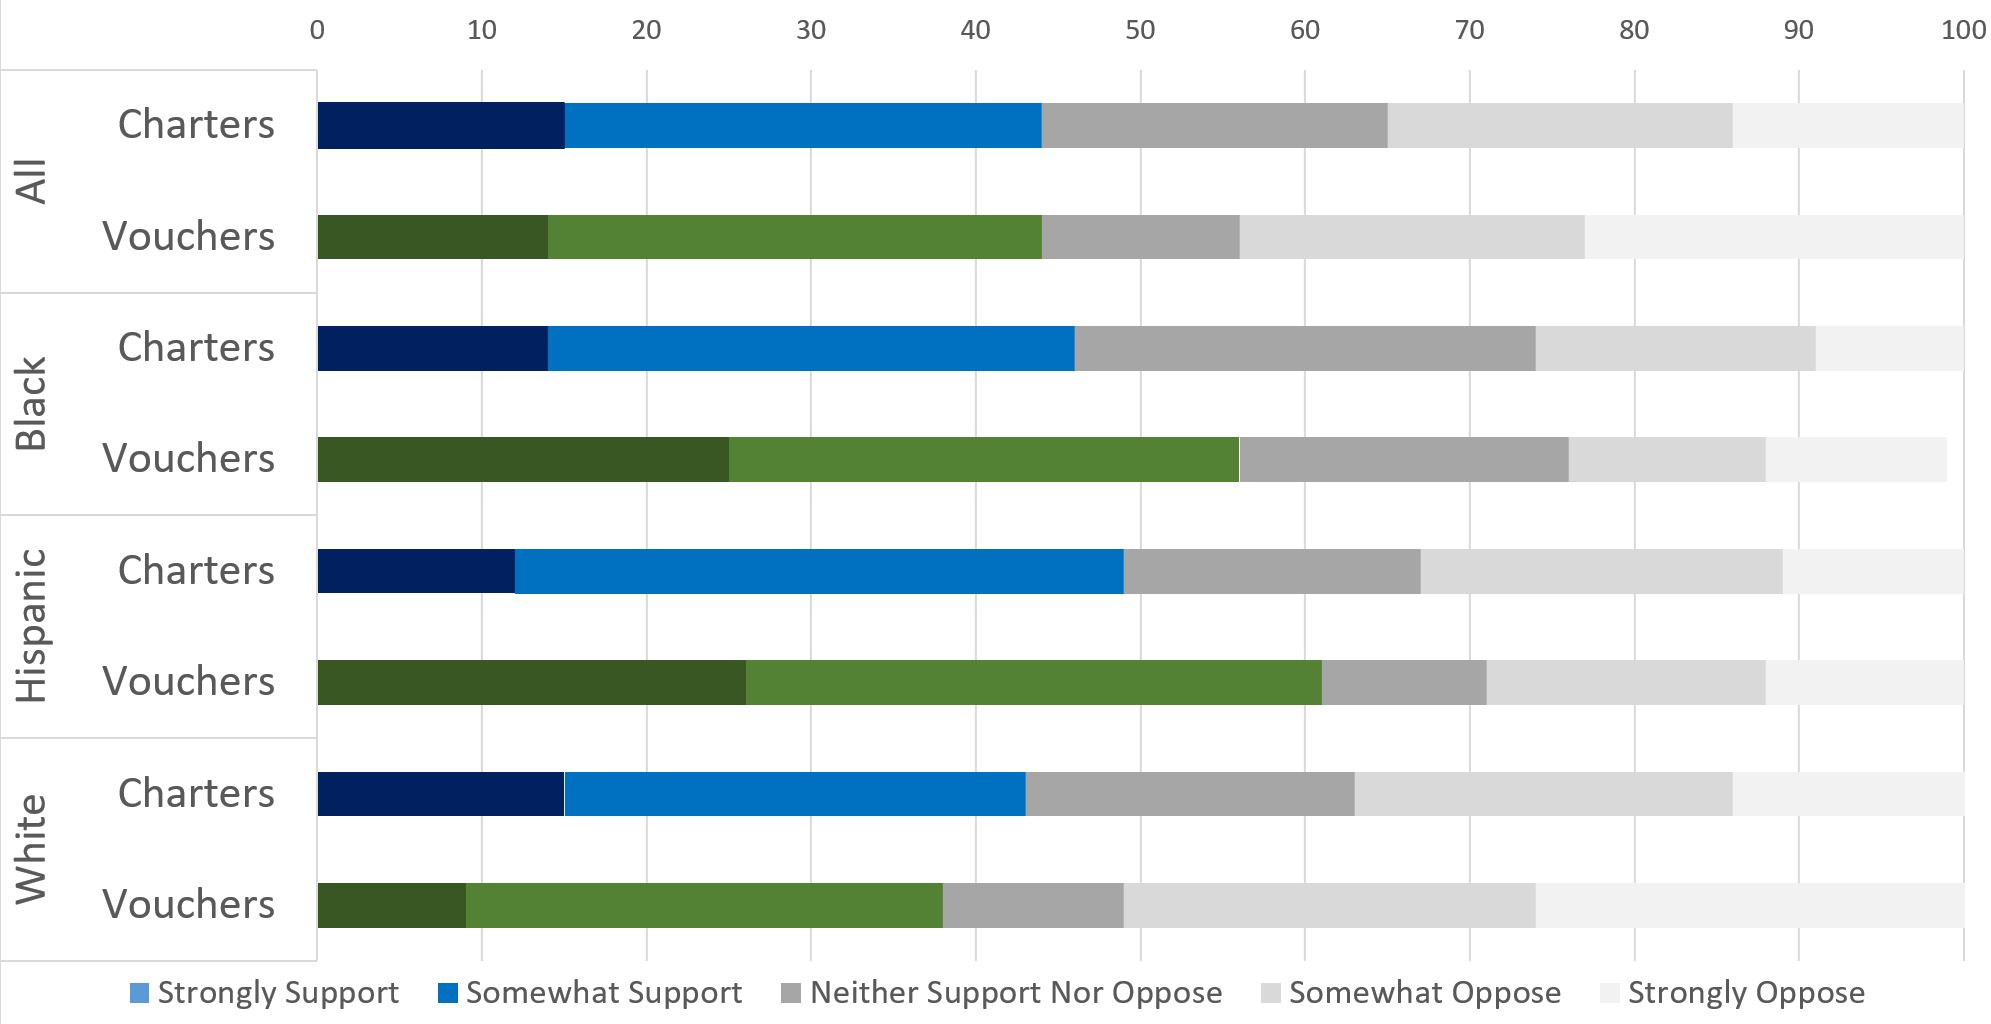 0 10 20 30 40 50 60 70 80 90 100
All
Charters
Vouchers
Black
Charters
Vouchers
Hispanic
Charters
Vouchers
White
Charters
Vouchers
Strongly Support Somewhat Support Neither Support Nor Oppose Somewhat Oppose Strongly Oppose